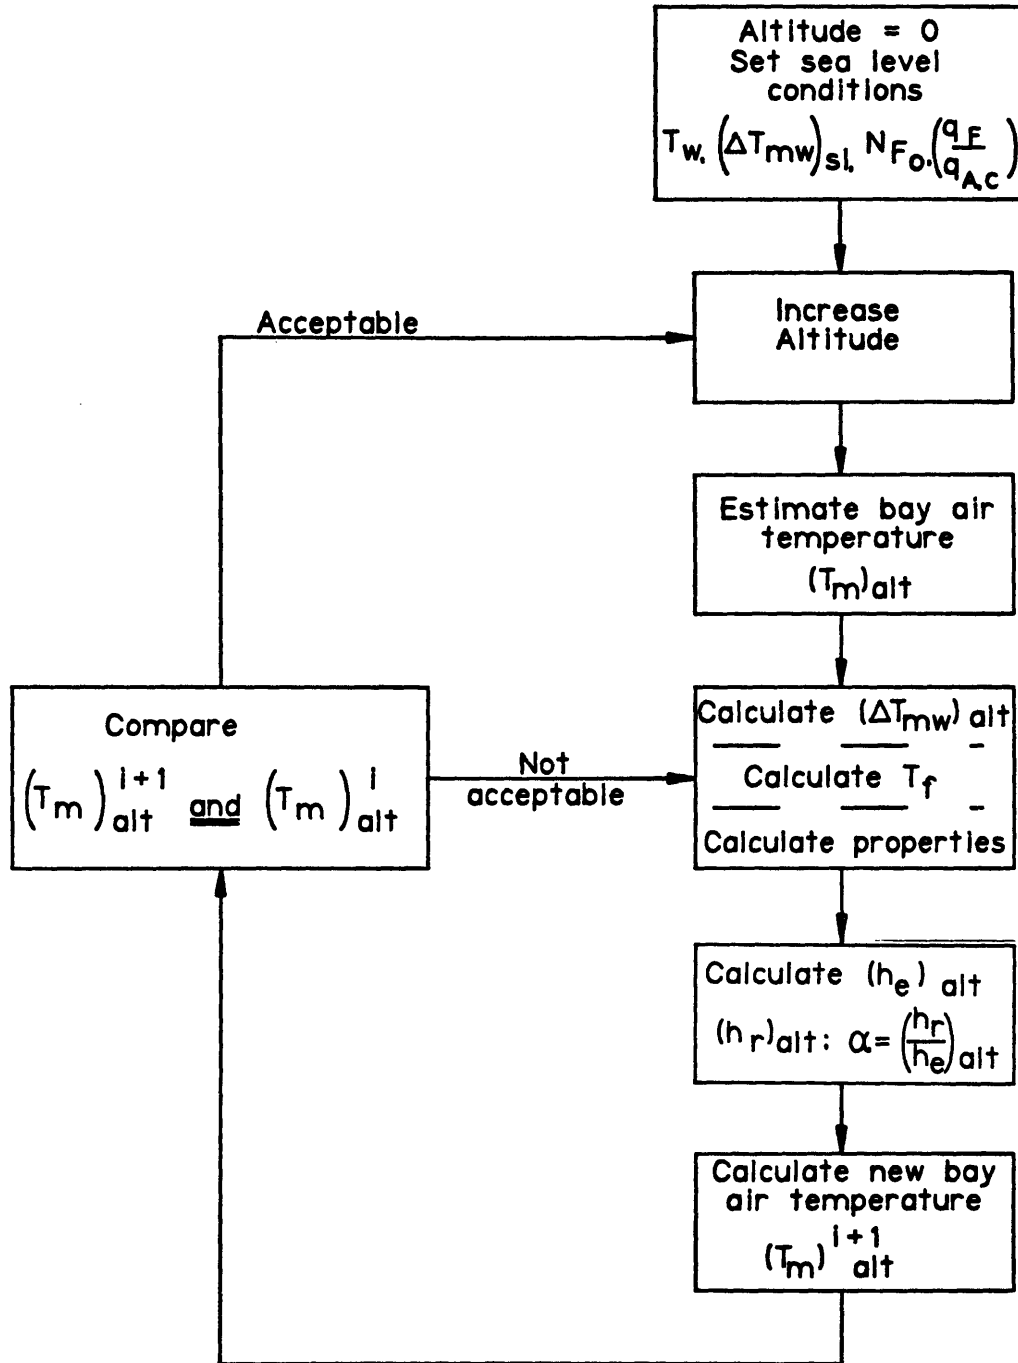 Altitude = 0
Set sea level
conditions
T_w, (ΔT_mw)_sl, N_Fo, (q_E/q_A,C)
Increase
Altitude
Acceptable
Estimate bay air
temperature
(T_m)_alt
Calculate (ΔT_mw)_alt
Calculate T_f
Calculate properties
Compare
(T_m)_alt^i+1 and (T_m)_alt^i
Not
acceptable
Calculate (h_e)_alt
(h_r)_alt: α = (h_r/h_e)_alt
Calculate new bay
air temperature
(T_m)_alt^i+1